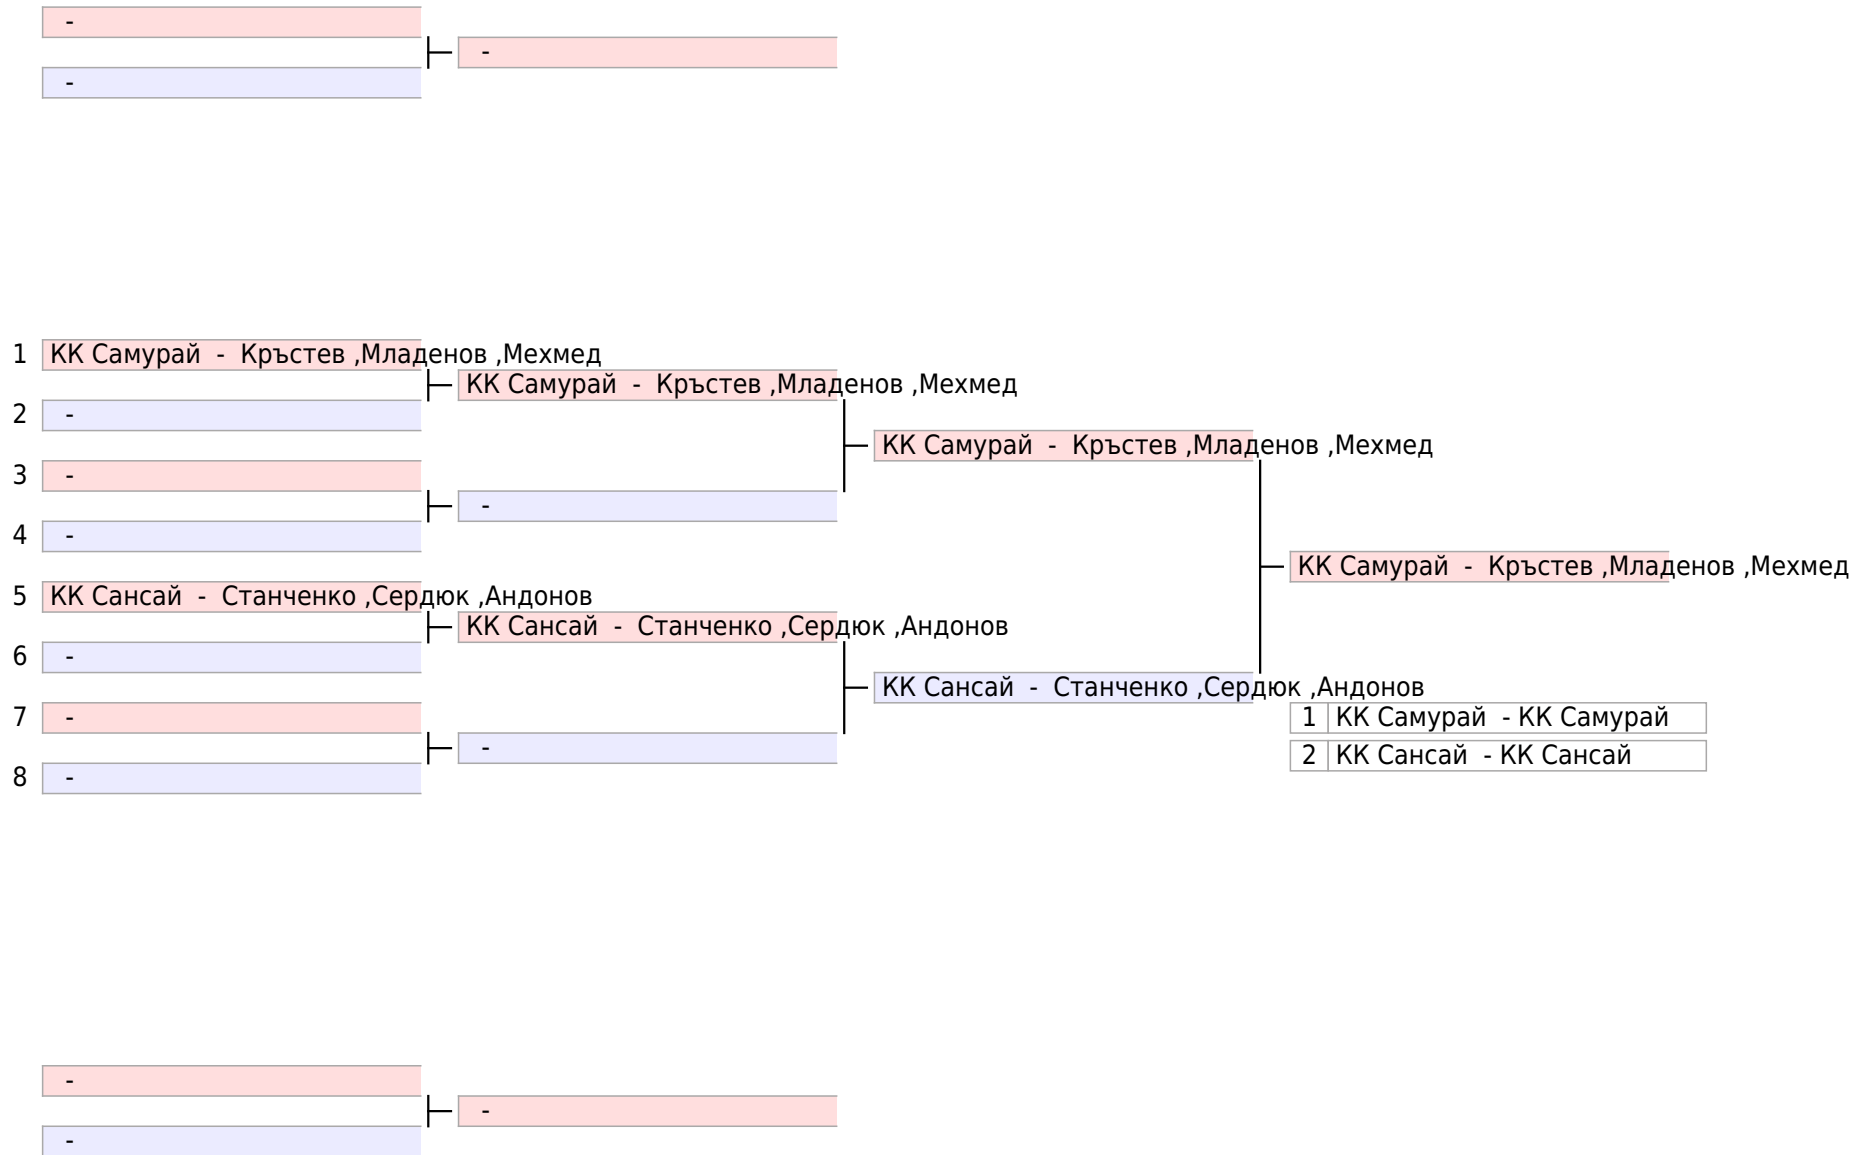 -
-
-
1 КК Самурай - Кръстев ,Младенов ,Мехмед
КК Самурай - Кръстев ,Младенов ,Мехмед
2 -
КК Самурай - Кръстев ,Младенов ,Мехмед
3 -
-
4 -
КК Самурай - Кръстев ,Младенов ,Мехмед
5 КК Сансай - Станченко ,Сердюк ,Андонов
КК Сансай - Станченко ,Сердюк ,Андонов
6 -
КК Сансай - Станченко ,Сердюк ,Андонов
7 -
1 КК Самурай - КК Самурай
-
2 КК Сансай - КК Сансай
8 -
-
-
-